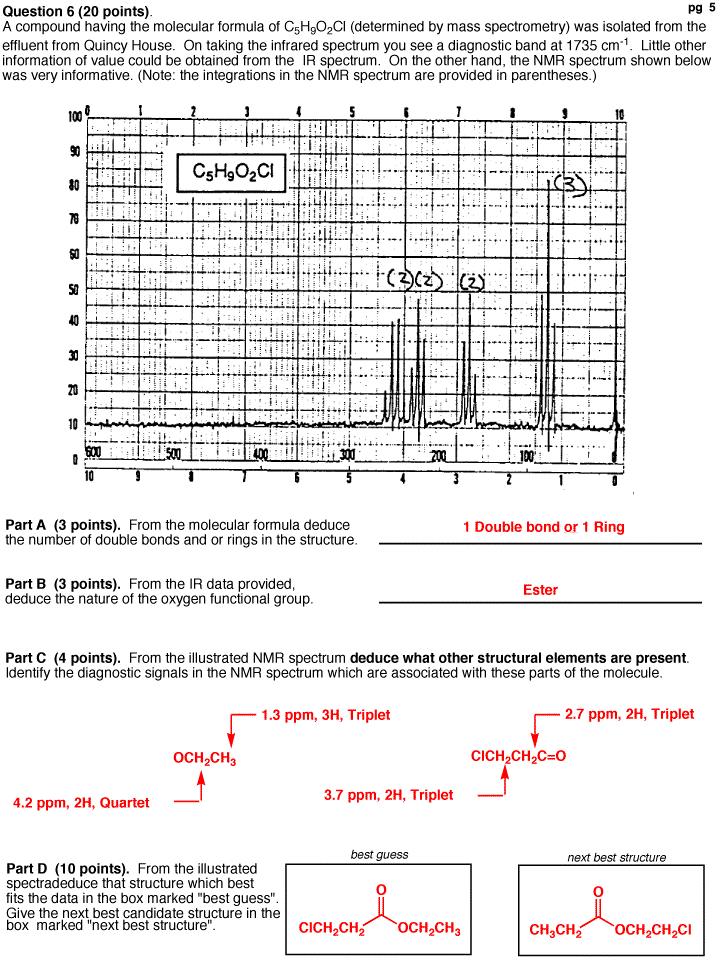 pg 5
Question 6 (20 points).
A compound having the molecular formula of C5H9O2Cl (determined by mass spectrometry) was isolated from the
effluent from Quincy House. On taking the infrared spectrum you see a diagnostic band at 1735 cm-1. Little other
information of value could be obtained from the IR spectrum. On the other hand, the NMR spectrum shown below
was very informative. (Note: the integrations in the NMR spectrum are provided in parentheses.)
0 1 2 3 4 5 6 7 8 9 10
100
90
80
70
60
50
40
30
20
10
0
C5H9O2Cl
(2) (2) (2) (3)
600 500 400 300 200 100 0
10 9 8 7 6 5 4 3 2 1 0
Part A (3 points). From the molecular formula deduce
the number of double bonds and or rings in the structure.
1 Double bond or 1 Ring
Part B (3 points). From the IR data provided,
deduce the nature of the oxygen functional group.
Ester
Part C (4 points). From the illustrated NMR spectrum deduce what other structural elements are present.
Identify the diagnostic signals in the NMR spectrum which are associated with these parts of the molecule.
1.3 ppm, 3H, Triplet
OCH2CH3
4.2 ppm, 2H, Quartet
2.7 ppm, 2H, Triplet
ClCH2CH2C=O
3.7 ppm, 2H, Triplet
Part D (10 points). From the illustrated
spectradeduce that structure which best
fits the data in the box marked "best guess".
Give the next best candidate structure in the
box marked "next best structure".
best guess
O
ClCH2CH2 OCH2CH3
next best structure
O
CH3CH2 OCH2CH2Cl